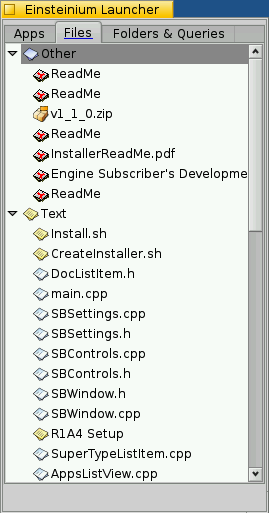 Einsteinium Launcher
Apps Files Folders & Queries
Other
ReadMe
ReadMe
v1_1_0.zip
ReadMe
InstallerReadMe.pdf
Engine Subscriber's Developme
ReadMe
Text
Install.sh
CreateInstaller.sh
DocListItem.h
main.cpp
SBSettings.cpp
SBSettings.h
SBControls.cpp
SBControls.h
SBWindow.h
SBWindow.cpp
R1A4 Setup
SuperTypeListItem.cpp
AppsListView.cpp